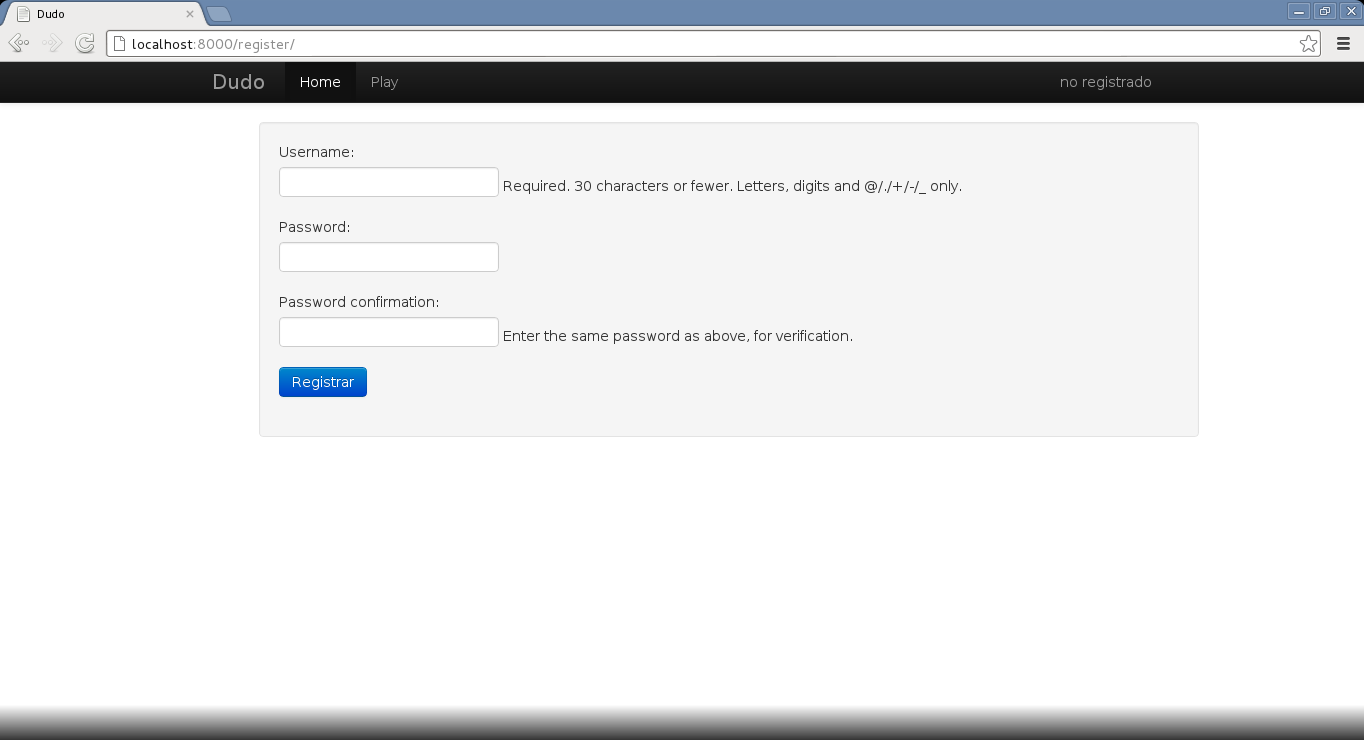 Dudo
localhost:8000/register/
Dudo Home Play no registrado
Username:
Required. 30 characters or fewer. Letters, digits and @/./+/-/_ only.
Password:
Password confirmation:
Enter the same password as above, for verification.
Registrar